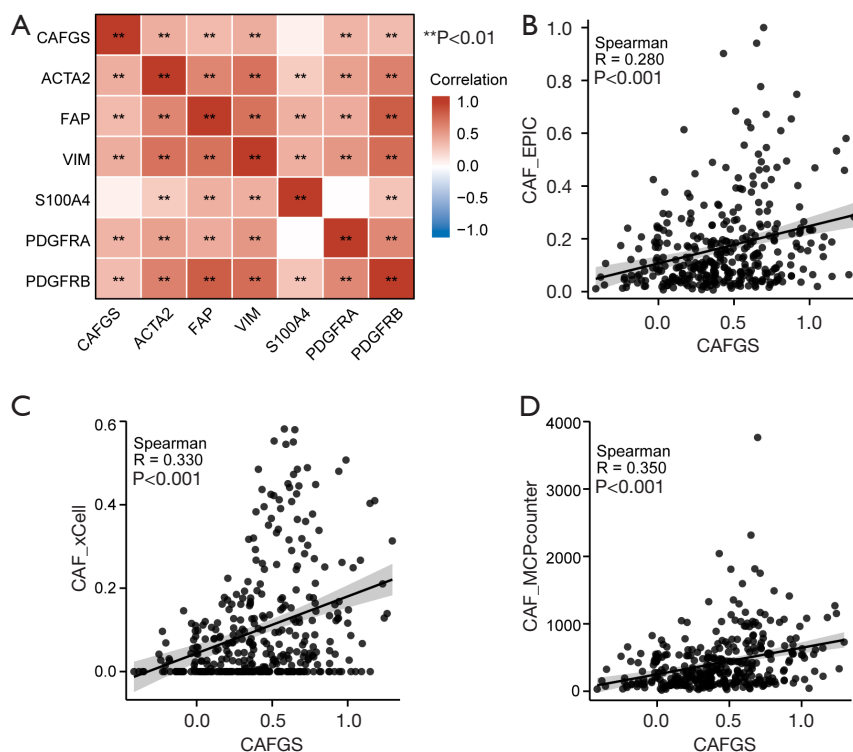 A
CAFGS
ACTA2
FAP
VIM
S100A4
PDGFRA
PDGFRB
** ** ** ** ** **
** ** ** ** ** ** **
** ** ** ** ** ** **
** ** ** ** ** ** **
** ** ** ** **
** ** ** ** ** **
** ** ** ** ** ** **
CAFGS
ACTA2
FAP
VIM
S100A4
PDGFRA
PDGFRB
**P<0.01
Correlation
1.0
0.5
0.0
−0.5
−1.0
B
Spearman
R = 0.280
P<0.001
CAF_EPIC
1.0
0.8
0.6
0.4
0.2
0.0
0.0 0.5 1.0
CAFGS
C
Spearman
R = 0.330
P<0.001
CAF_xCell
0.6
0.4
0.2
0.0
0.0 0.5 1.0
CAFGS
D
Spearman
R = 0.350
P<0.001
CAF_MCPcounter
4000
3000
2000
1000
0
0.0 0.5 1.0
CAFGS